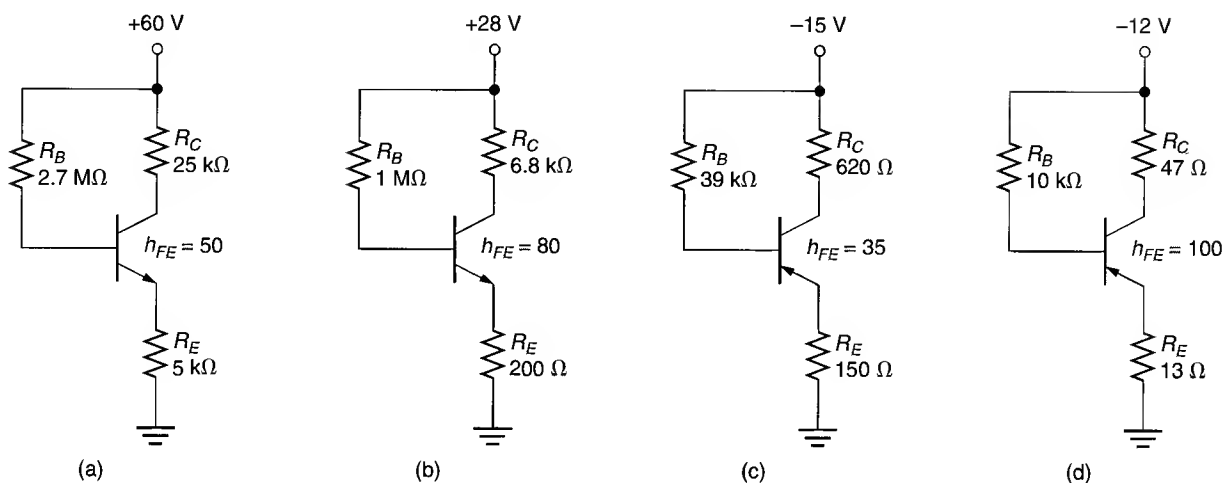 +60 V
R_B
2.7 MΩ
R_C
25 kΩ
h_FE = 50
R_E
5 kΩ
(a)
+28 V
R_B
1 MΩ
R_C
6.8 kΩ
h_FE = 80
R_E
200 Ω
(b)
–15 V
R_B
39 kΩ
R_C
620 Ω
h_FE = 35
R_E
150 Ω
(c)
–12 V
R_B
10 kΩ
R_C
47 Ω
h_FE = 100
R_E
13 Ω
(d)